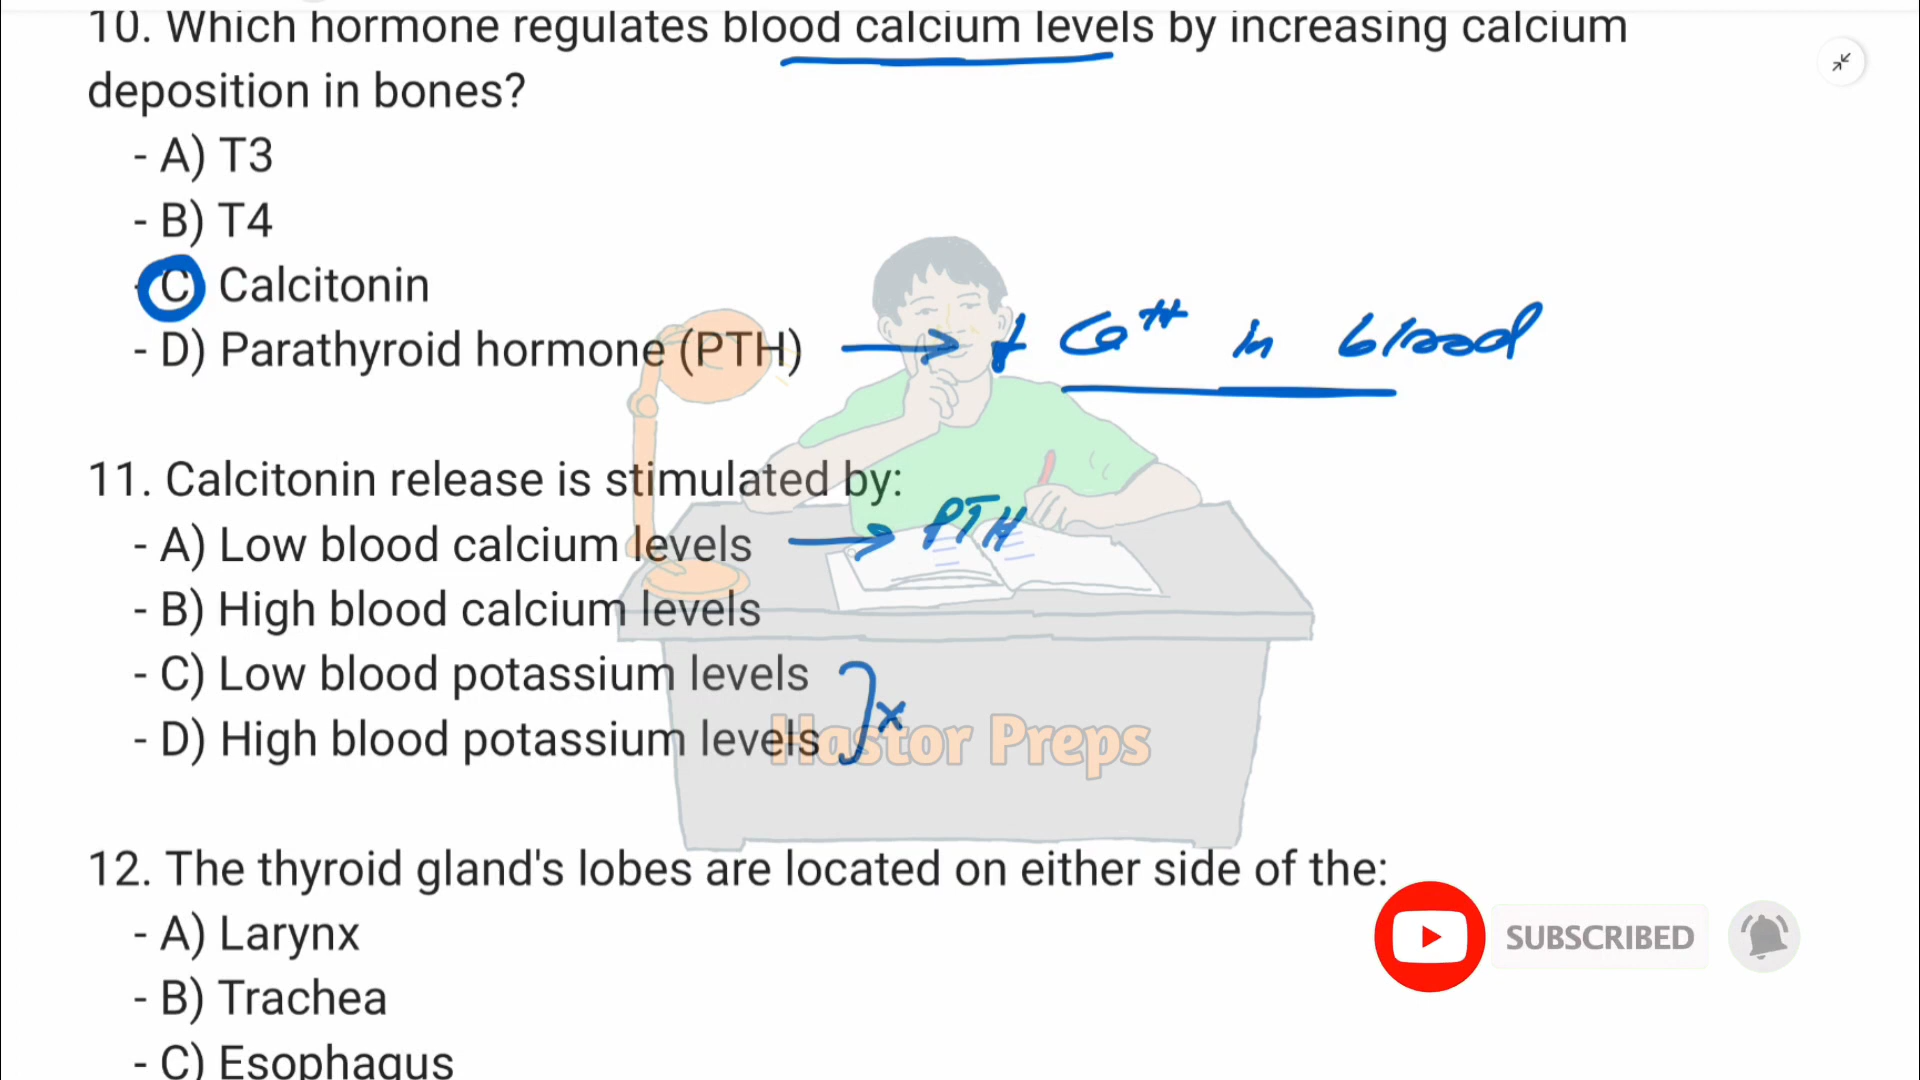 10. Which hormone regulates blood calcium levels by increasing calcium
deposition in bones?
- A) T3
- B) T4
- C) Calcitonin
- D) Parathyroid hormone (PTH) → ↑ Ca++ in blood
11. Calcitonin release is stimulated by:
- A) Low blood calcium levels → PTH
- B) High blood calcium levels
- C) Low blood potassium levels
- D) High blood potassium levels x
Hastor Preps
12. The thyroid gland's lobes are located on either side of the:
- A) Larynx
SUBSCRIBED
- B) Trachea
- C) Esophagus